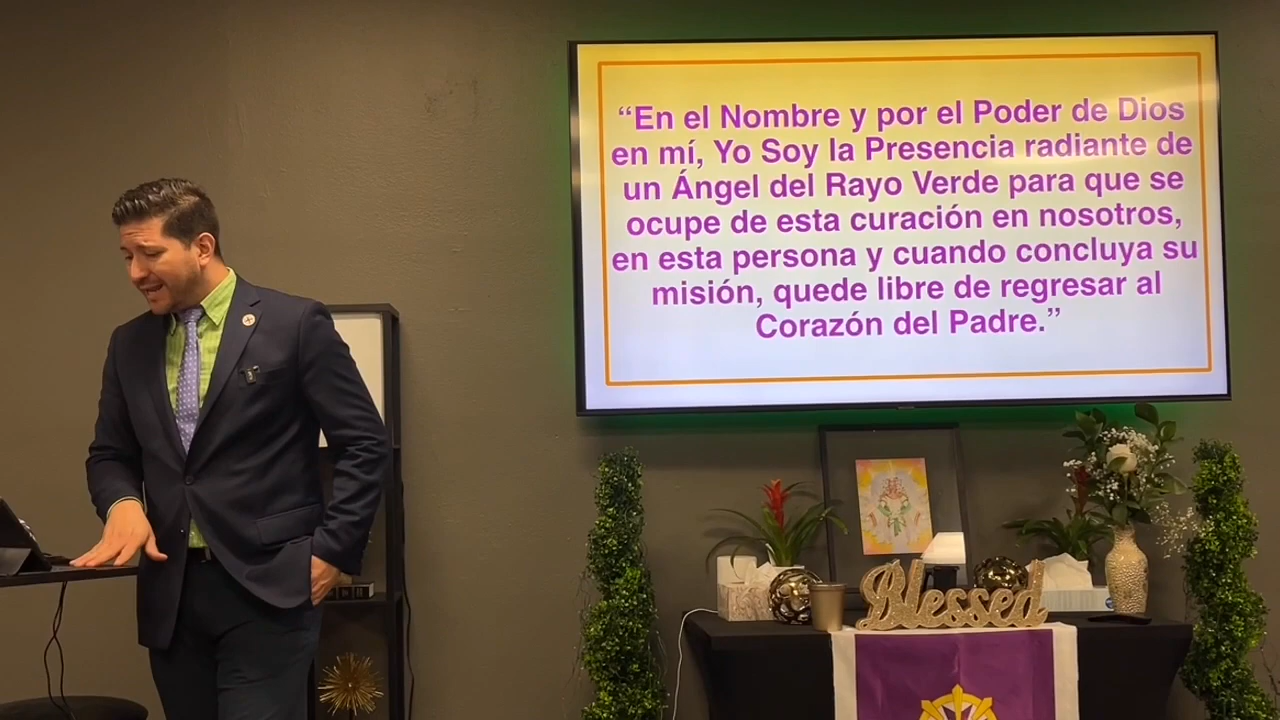 “En el Nombre y por el Poder de Dios
en mí, Yo Soy la Presencia radiante de
un Ángel del Rayo Verde para que se
ocupe de esta curación en nosotros,
en esta persona y cuando concluya su
misión, quede libre de regresar al
Corazón del Padre.”
Blessed